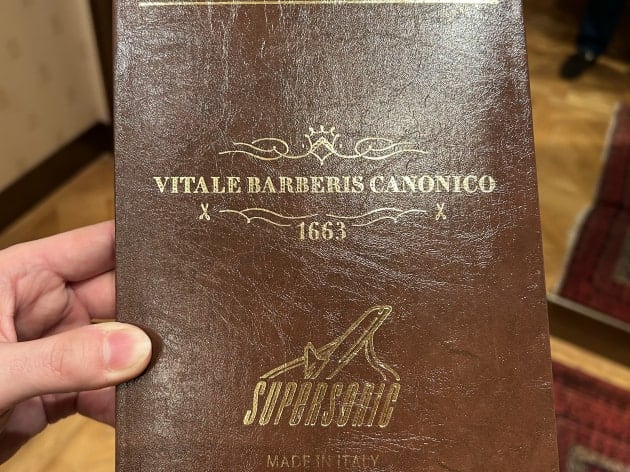 VITALE BARBERIS CANONICO
1663
SUPERSONIC
MADE IN ITALY